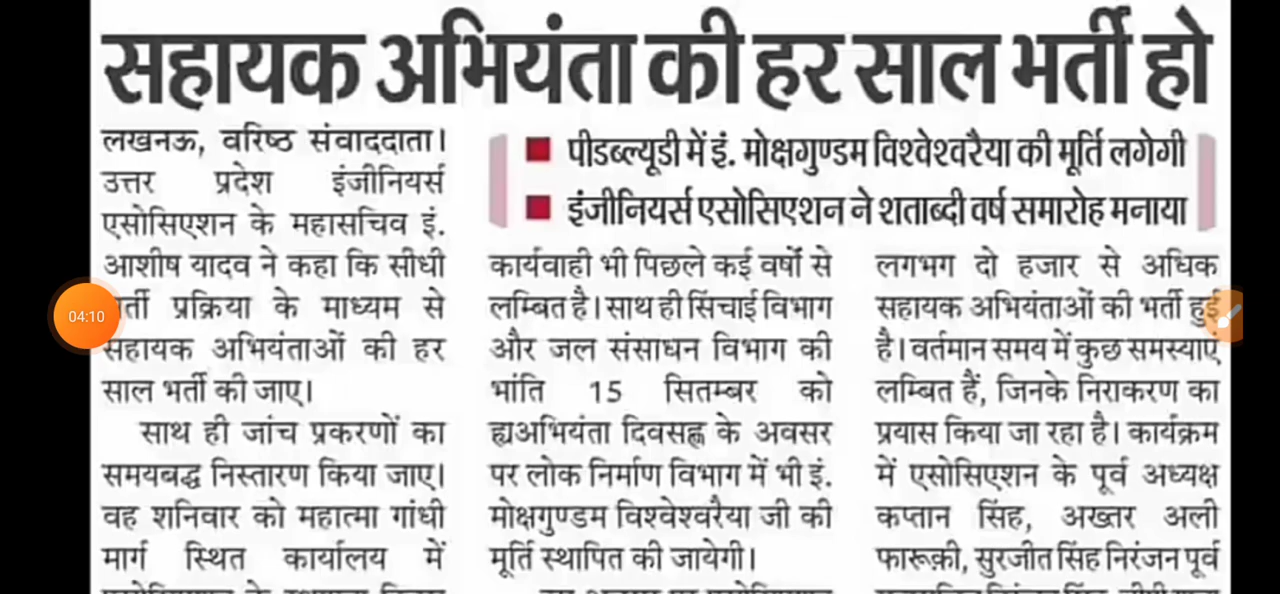 सहायक अभियंता की हर साल भर्ती हो
लखनऊ, वरिष्ठ संवाददाता।
उत्तर प्रदेश इंजीनियर्स
एसोसिएशन के महासचिव इं.
आशीष यादव ने कहा कि सीधी
र्ती प्रक्रिया के माध्यम से
सहायक अभियंताओं की हर
साल भर्ती की जाए।
साथ ही जांच प्रकरणों का
समयबद्ध निस्तारण किया जाए।
वह शनिवार को महात्मा गांधी
मार्ग स्थित कार्यालय में
■ पीडब्ल्यूडी में इं. मोक्षगुण्डम विश्वेश्वरैया की मूर्ति लगेगी
■ इंजीनियर्स एसोसिएशन ने शताब्दी वर्ष समारोह मनाया
कार्यवाही भी पिछले कई वर्षों से
लम्बित है। साथ ही सिंचाई विभाग
और जल संसाधन विभाग की
भांति 15 सितम्बर को
ह्यअभियंता दिवसह्ण के अवसर
पर लोक निर्माण विभाग में भी इं.
मोक्षगुण्डम विश्वेश्वरैया जी की
मूर्ति स्थापित की जायेगी।
लगभग दो हजार से अधिक
सहायक अभियंताओं की भर्ती हुई
है। वर्तमान समय में कुछ समस्याएं
लम्बित हैं, जिनके निराकरण का
प्रयास किया जा रहा है। कार्यक्रम
में एसोसिएशन के पूर्व अध्यक्ष
कप्तान सिंह, अख्तर अली
फारूक़ी, सुरजीत सिंह निरंजन पूर्व
04:10